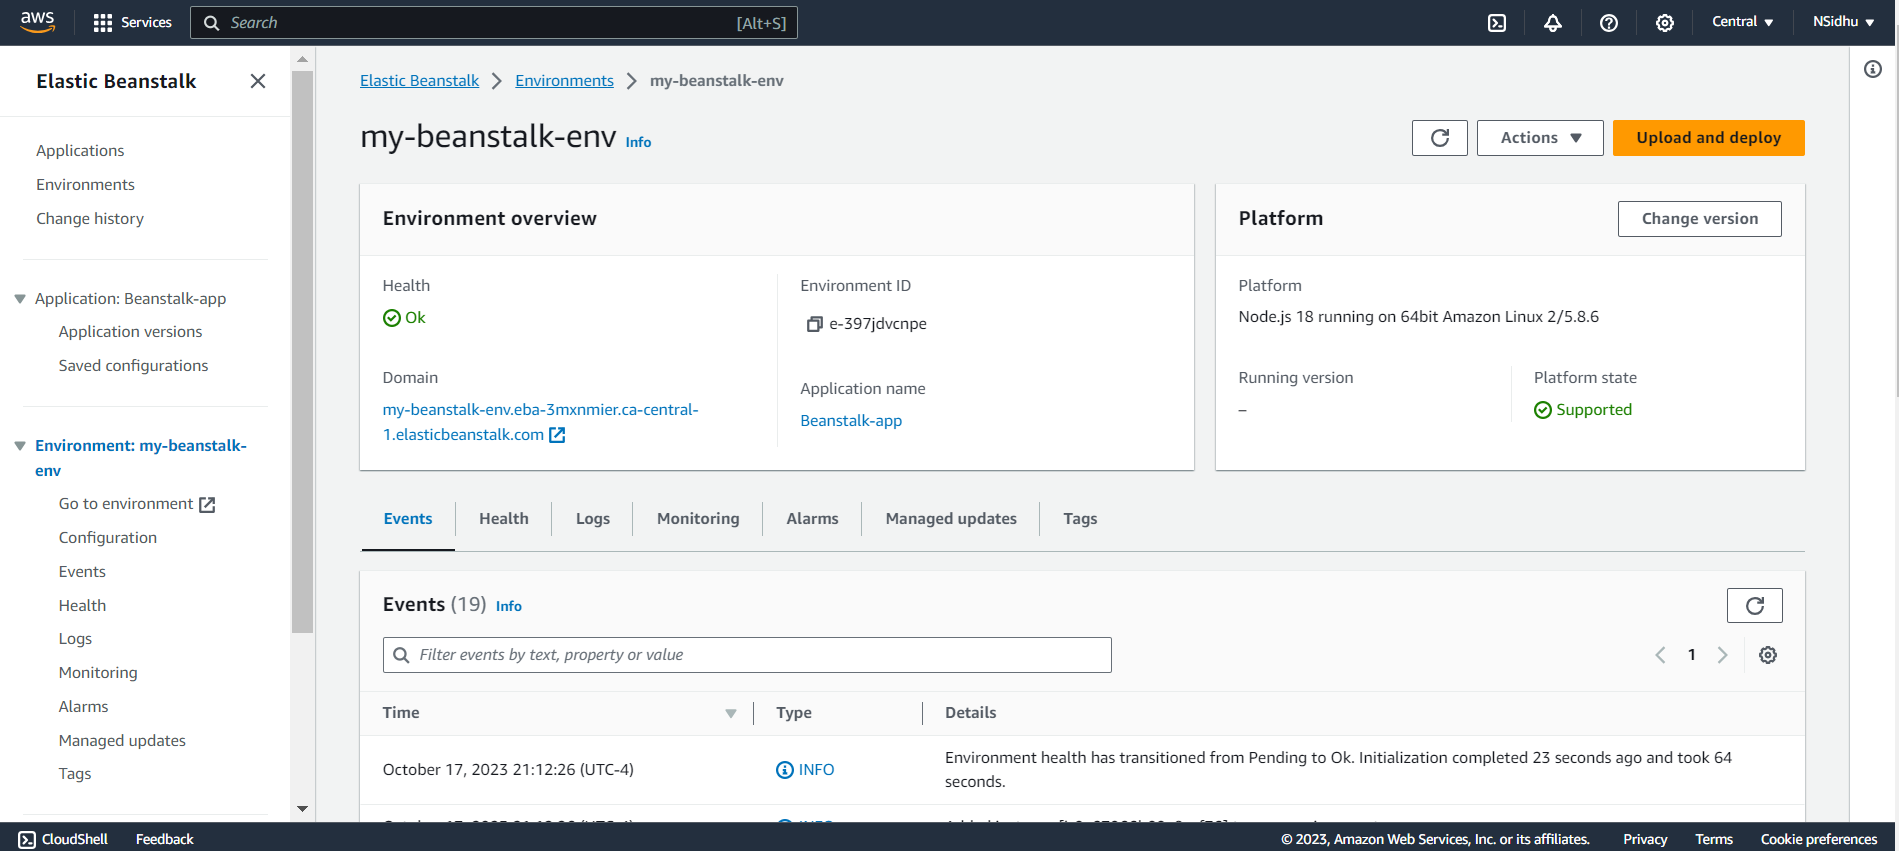 aws
Services
Search
[Alt+S]
Central
NSidhu
Elastic Beanstalk
Applications
Environments
Change history
Application: Beanstalk-app
Application versions
Saved configurations
Environment: my-beanstalk-
env
Go to environment
Configuration
Events
Health
Logs
Monitoring
Alarms
Managed updates
Tags
Elastic Beanstalk
Environments
my-beanstalk-env
my-beanstalk-env Info
Actions
Upload and deploy
Environment overview
Health
Ok
Domain
my-beanstalk-env.eba-3mxnmier.ca-central-
1.elasticbeanstalk.com
Environment ID
e-397jdvcnpe
Application name
Beanstalk-app
Platform
Change version
Platform
Node.js 18 running on 64bit Amazon Linux 2/5.8.6
Running version
–
Platform state
Supported
Events
Health
Logs
Monitoring
Alarms
Managed updates
Tags
Events (19) Info
Filter events by text, property or value
1
Time
Type
Details
October 17, 2023 21:12:26 (UTC-4)
INFO
Environment health has transitioned from Pending to Ok. Initialization completed 23 seconds ago and took 64
seconds.
CloudShell
Feedback
© 2023, Amazon Web Services, Inc. or its affiliates.
Privacy
Terms
Cookie preferences